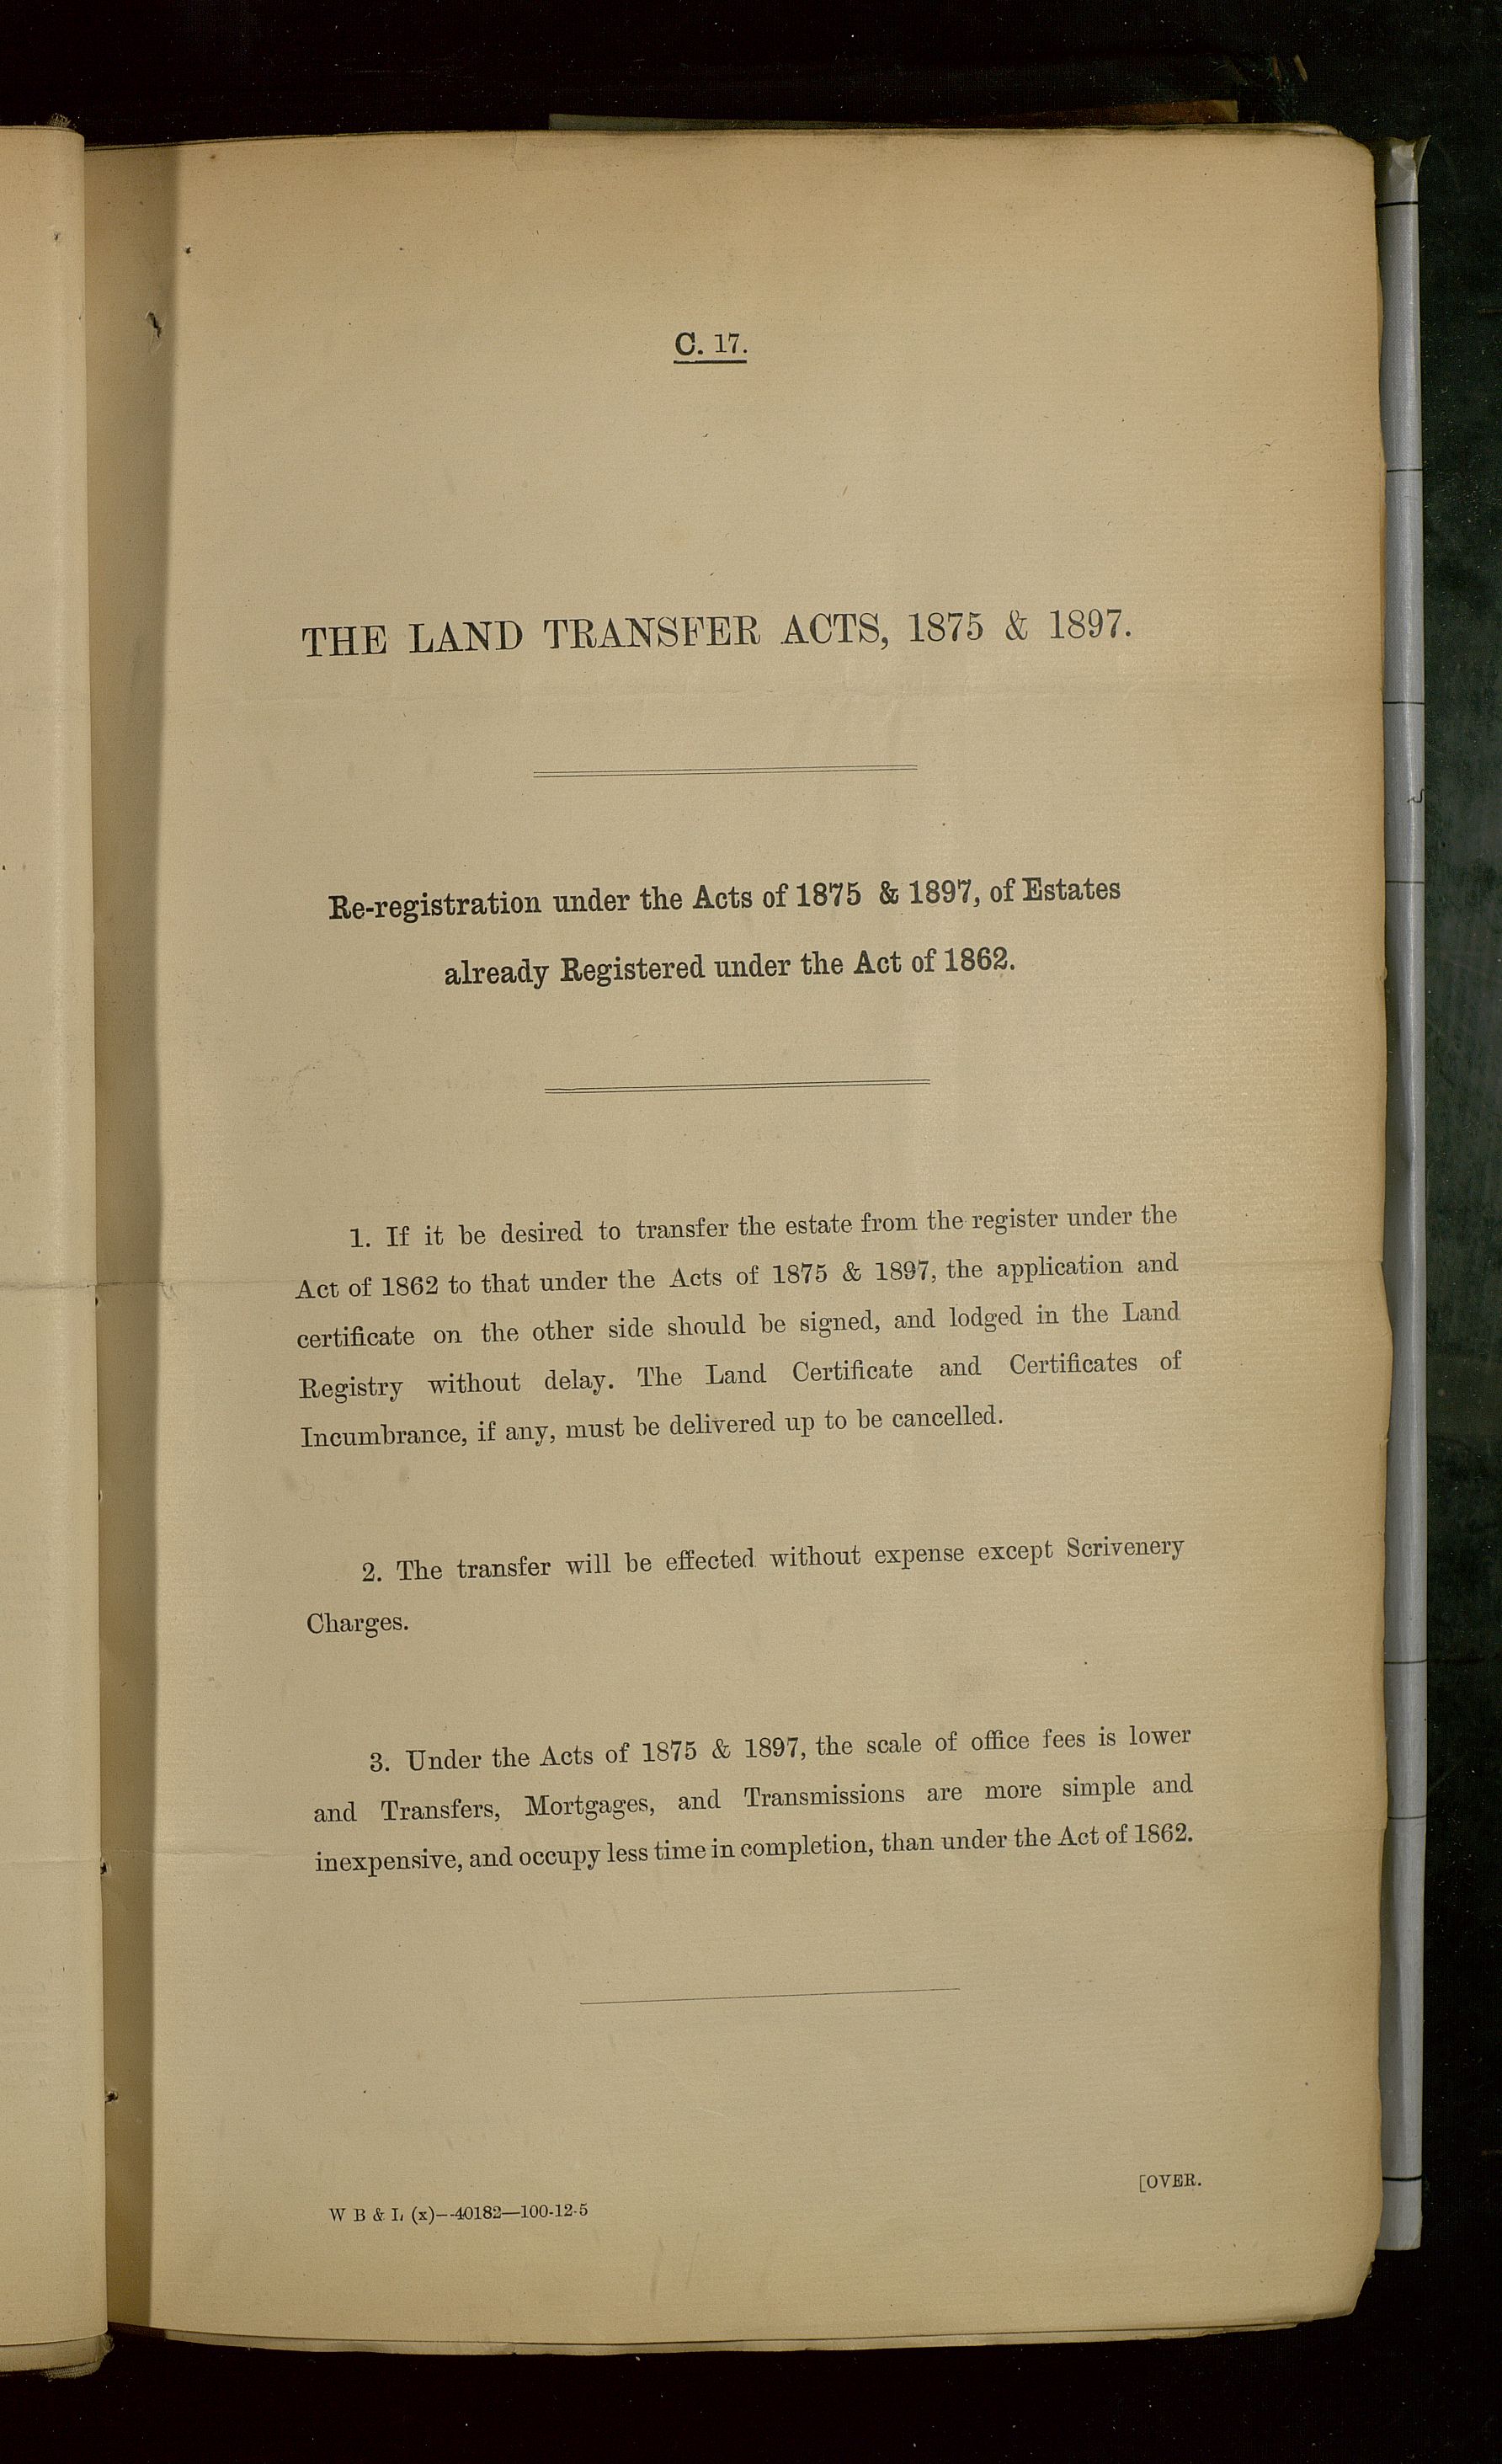 C. 17.
THE LAND TRANSFER ACTS, 1875 & 1897.
Re-registration under the Acts of 1875 & 1897, of Estates
already Registered under the Act of 1862.
1. If it be desired to transfer the estate from the register under the
Act of 1862 to that under the Acts of 1875 & 1897, the application and
certificate on the other side should be signed, and lodged in the Land
Registry without delay. The Land Certificate and Certificates of
Incumbrance, if any, must be delivered up to be cancelled.
2. The transfer will be effected without expense except Scrivenery
Charges.
3. Under the Acts of 1875 & 1897, the scale of office fees is lower
and Transfers, Mortgages, and Transmissions are more simple and
inexpensive, and occupy less time in completion, than under the Act of 1862.
[OVER.
W B & L (x)—40182—100-12-5